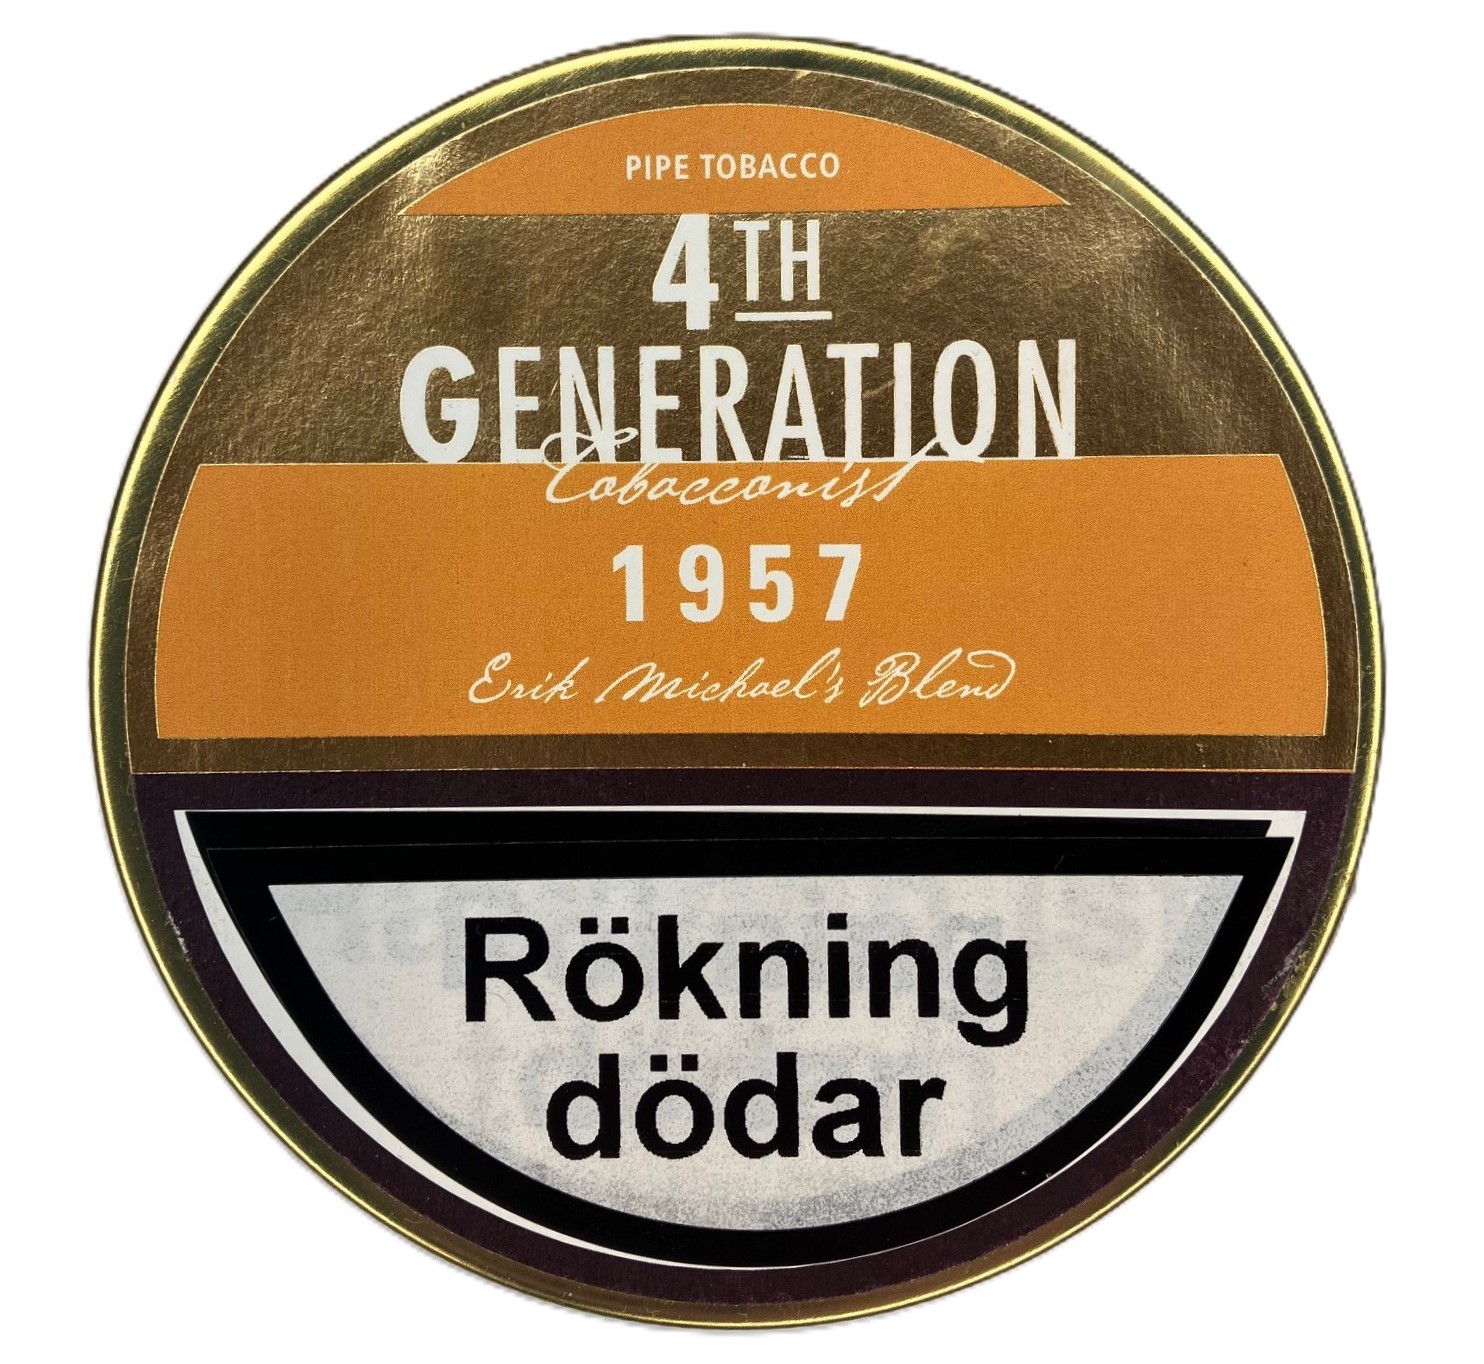 PIPE TOBACCO
4TH
GENERATION
Tobacconist
1957
Erik Michael's Blend
Rökning
dödar